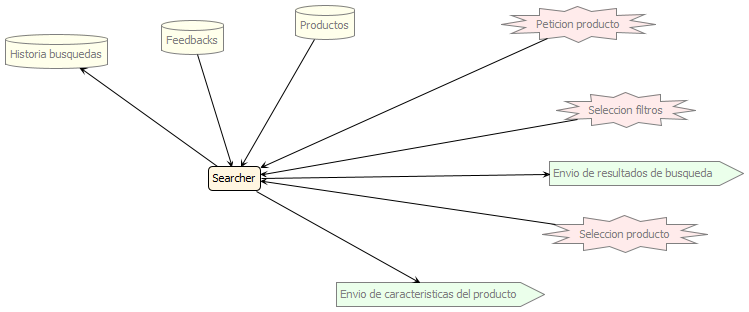 Peticion producto
Productos
Feedbacks
Historia busquedas
Seleccion filtros
Searcher
Envio de resultados de busqueda
Seleccion producto
Envio de caracteristicas del producto